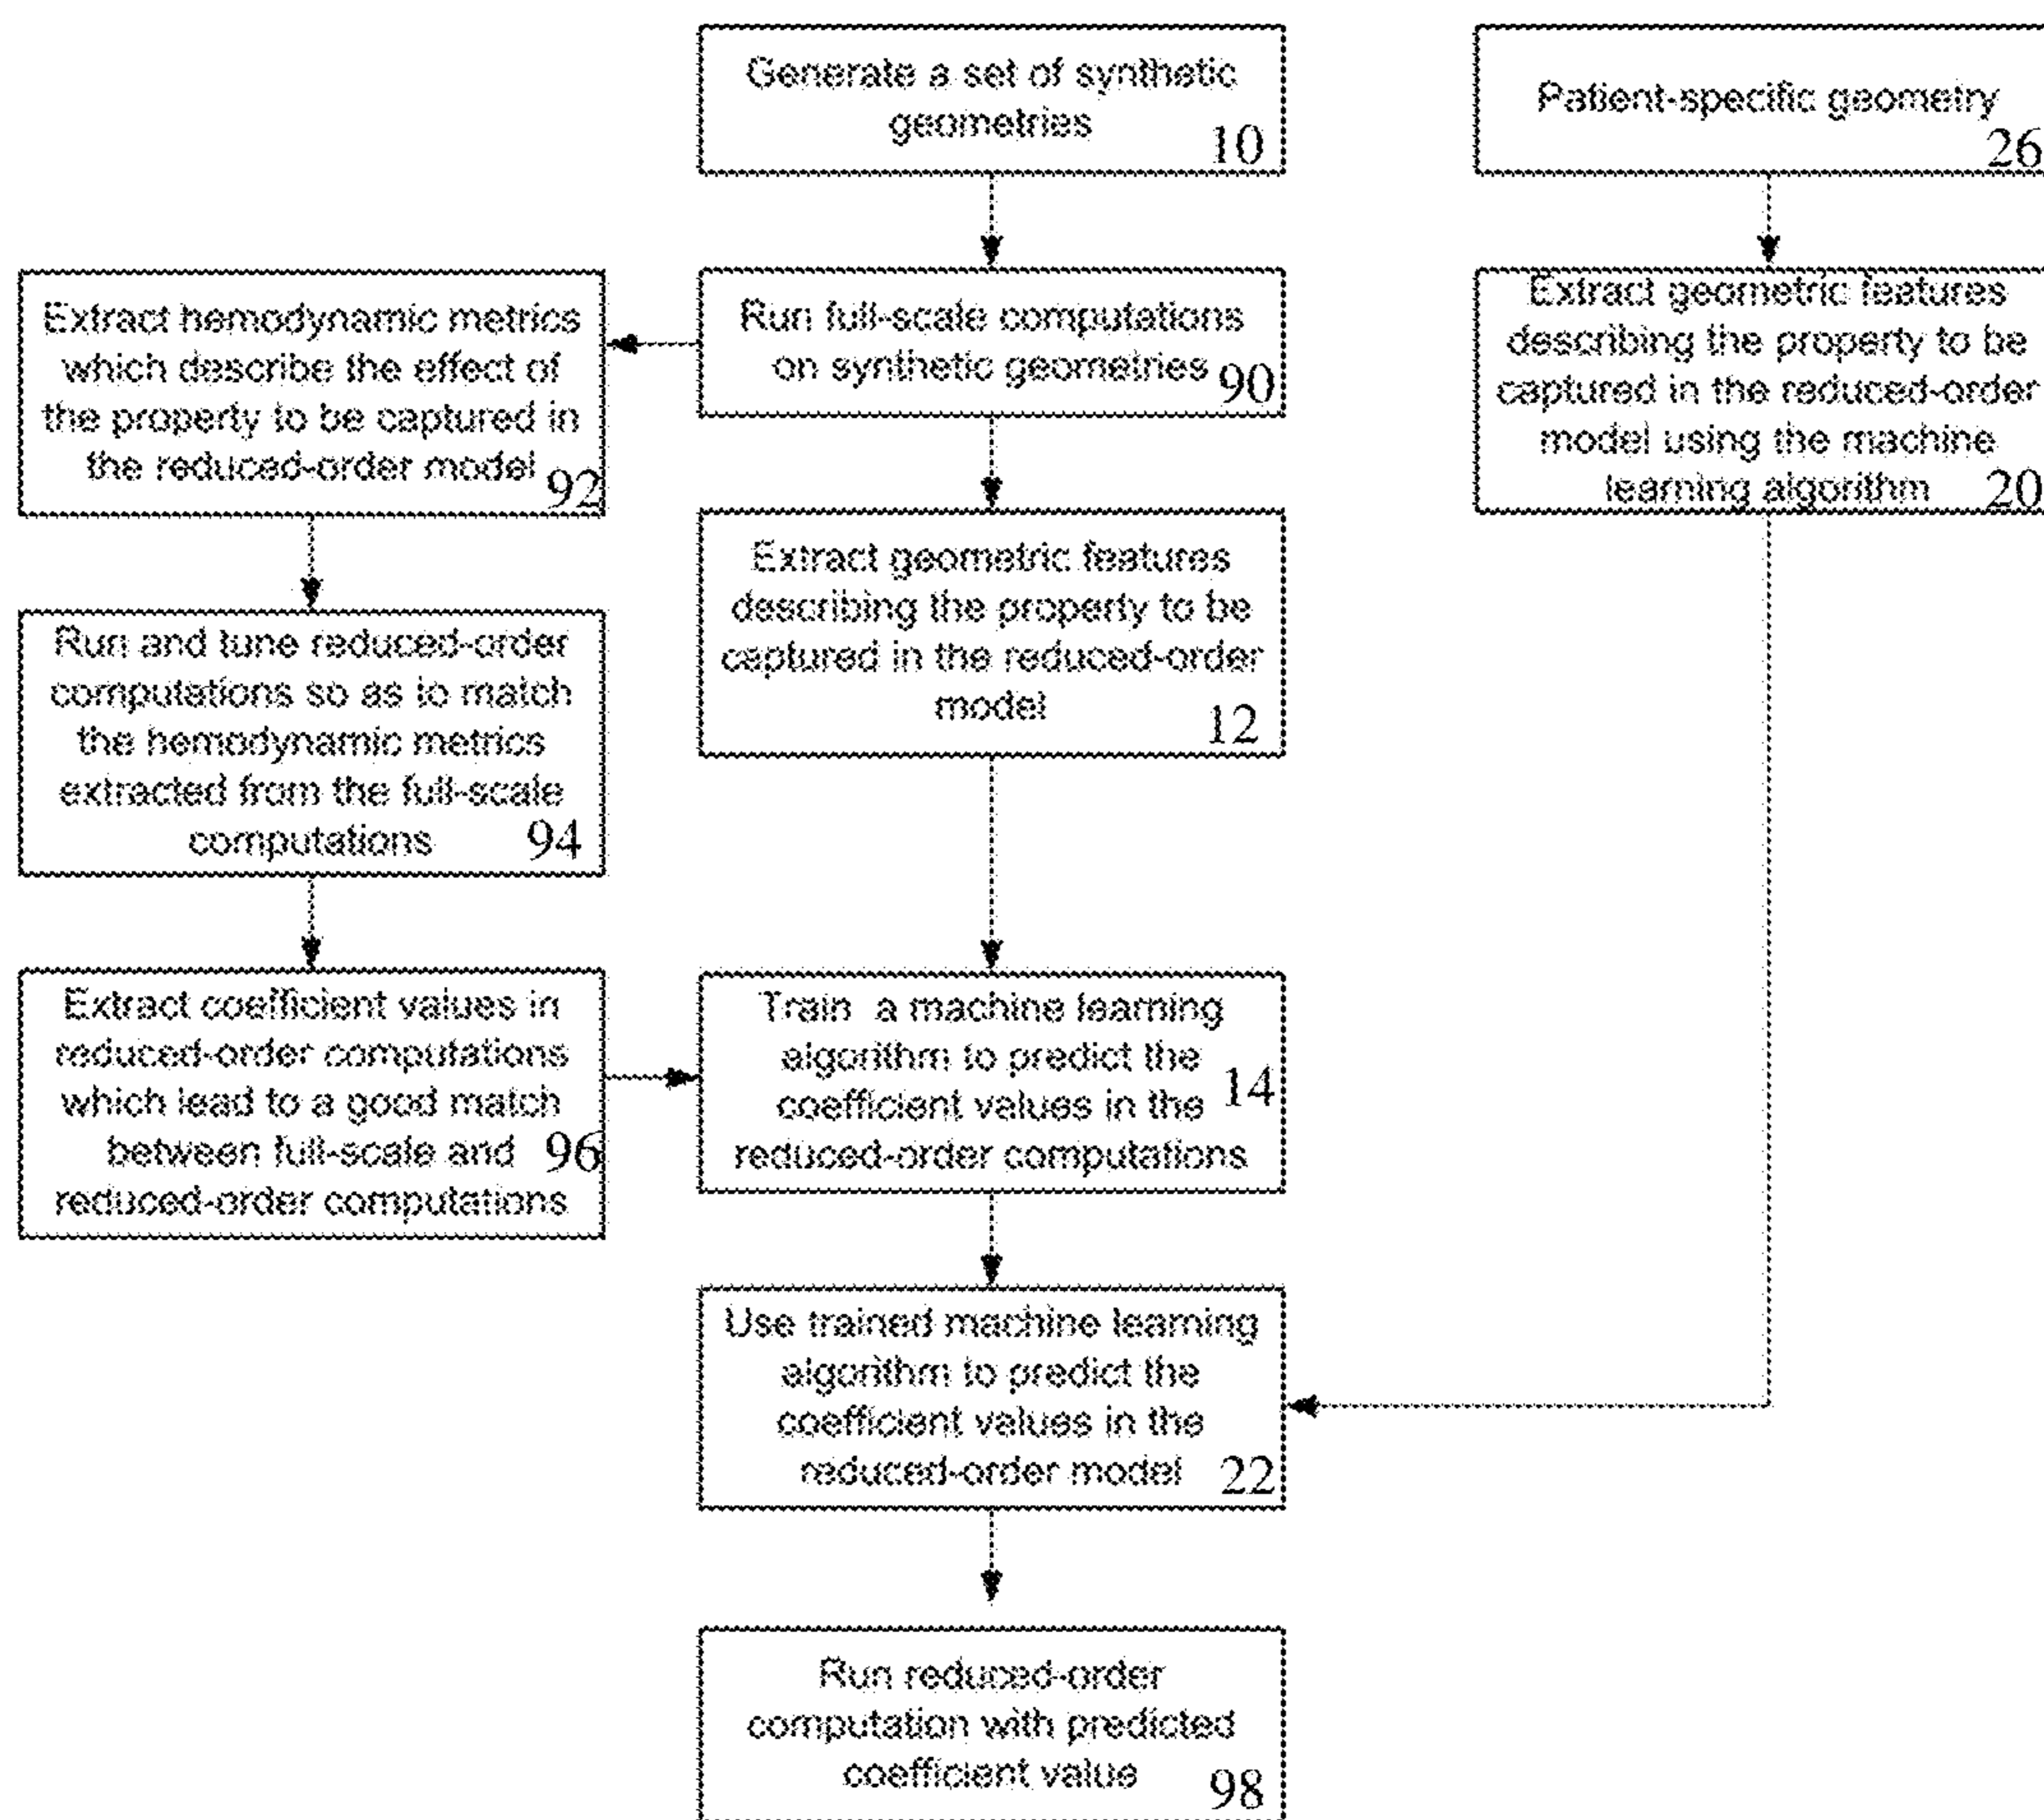 Generate a set of synthetic
geometries
10
Patient-specific geometry
26
Extract hemodynamic metrics
which describe the effect of
the property to be captured in
the reduced-order model
92
Run full-scale computations
on synthetic geometries
90
Extract geometric features
describing the property to be
captured in the reduced-order
model using the machine
learning algorithm
20
Run and tune reduced-order
computations so as to match
the hemodynamic metrics
extracted from the full-scale
computations
94
Extract geometric features
describing the property to be
captured in the reduced-order
model
12
Extract coefficient values in
reduced-order computations
which lead to a good match
between full-scale and
reduced-order computations
96
Train a machine learning
algorithm to predict the
coefficient values in the
reduced-order computations
14
Use trained machine learning
algorithm to predict the
coefficient values in the
reduced-order model
22
Run reduced-order
computation with predicted
coefficient value
98